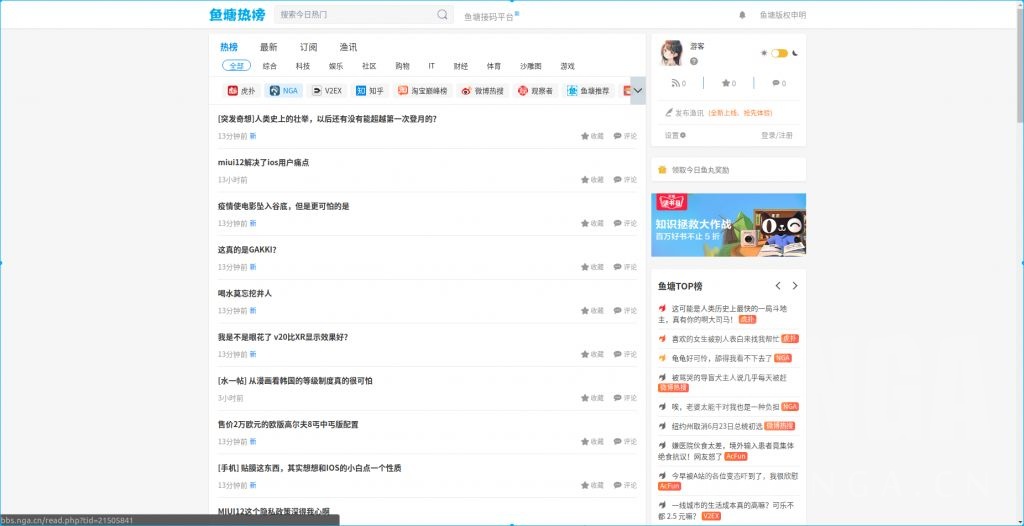 鱼塘热榜 搜索今日热门 鱼塘接码平台 鱼塘版权申明
热榜 最新 订阅 渔讯
全部 综合 科技 娱乐 社区 购物 IT 财经 体育 沙雕图 游戏
虎扑 NGA V2EX 知乎 淘宝巅峰榜 微博热搜 观察者 鱼塘推荐
[突发奇想]人类史上的壮举，以后还有没有能超越第一次登月的?
13分钟前 新 收藏 评论
miui12解决了ios用户痛点
13小时前 收藏 评论
疫情使电影坠入谷底，但是更可怕的是
13分钟前 新 收藏 评论
这真的是GAKKI?
13分钟前 新 收藏 评论
喝水莫忘挖井人
13分钟前 新 收藏 评论
我是不是眼花了 v20比XR显示效果好?
13分钟前 新 收藏 评论
[水一帖] 从漫画看韩国的等级制度真的很可怕
3小时前 收藏 评论
售价2万欧元的欧版高尔夫8丐中丐版配置
13分钟前 新 收藏 评论
[手机] 贴膜这东西，其实想想和IOS的小白点一个性质
13分钟前 新 收藏 评论
MIUI12这个隐私政策深得我心啊
bbs.nga.cn/read.php?tid=21505841
游客
0 0 0
发布渔讯 (全新上线、抢先体验)
设置 登录/注册
领取今日鱼丸奖励
读书日
知识拯救大作战
百万好书不止 5 折
鱼塘TOP榜
这可能是人类历史上最快的一局斗地
主，真有你的啊大司马! 虎扑
喜欢的女生被别人表白来找我帮忙 虎扑
龟龟好可怜，舔得我看不下去了 NGA
被骂哭的导盲犬主人说几乎每天被赶
微博热搜
唉，老婆太能干对我也是一种负担 NGA
纽约州取消6月23日总统初选 微博热搜
嫌医院伙食太差，境外输入患者竟集体
绝食抗议！网友怒了 AcFun
今早被A站的各位变态吓到了，我很欣慰
AcFun
一线城市的生活成本真的高嘛？可乐不
都 2.5 元嘛？ V2EX
NGA.CN